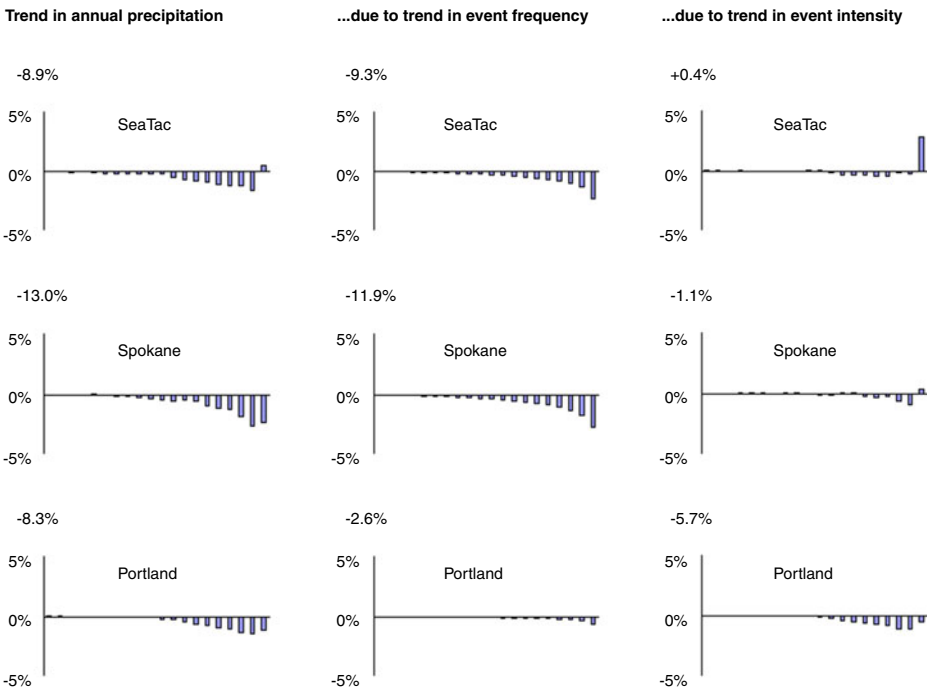 Trend in annual precipitation ...due to trend in event frequency ...due to trend in event intensity
-8.9% -9.3% +0.4%
5% SeaTac 5% SeaTac 5% SeaTac
0% 0% 0%
-5% -5% -5%
-13.0% -11.9% -1.1%
5% Spokane 5% Spokane 5% Spokane
0% 0% 0%
-5% -5% -5%
-8.3% -2.6% -5.7%
5% Portland 5% Portland 5% Portland
0% 0% 0%
-5% -5% -5%